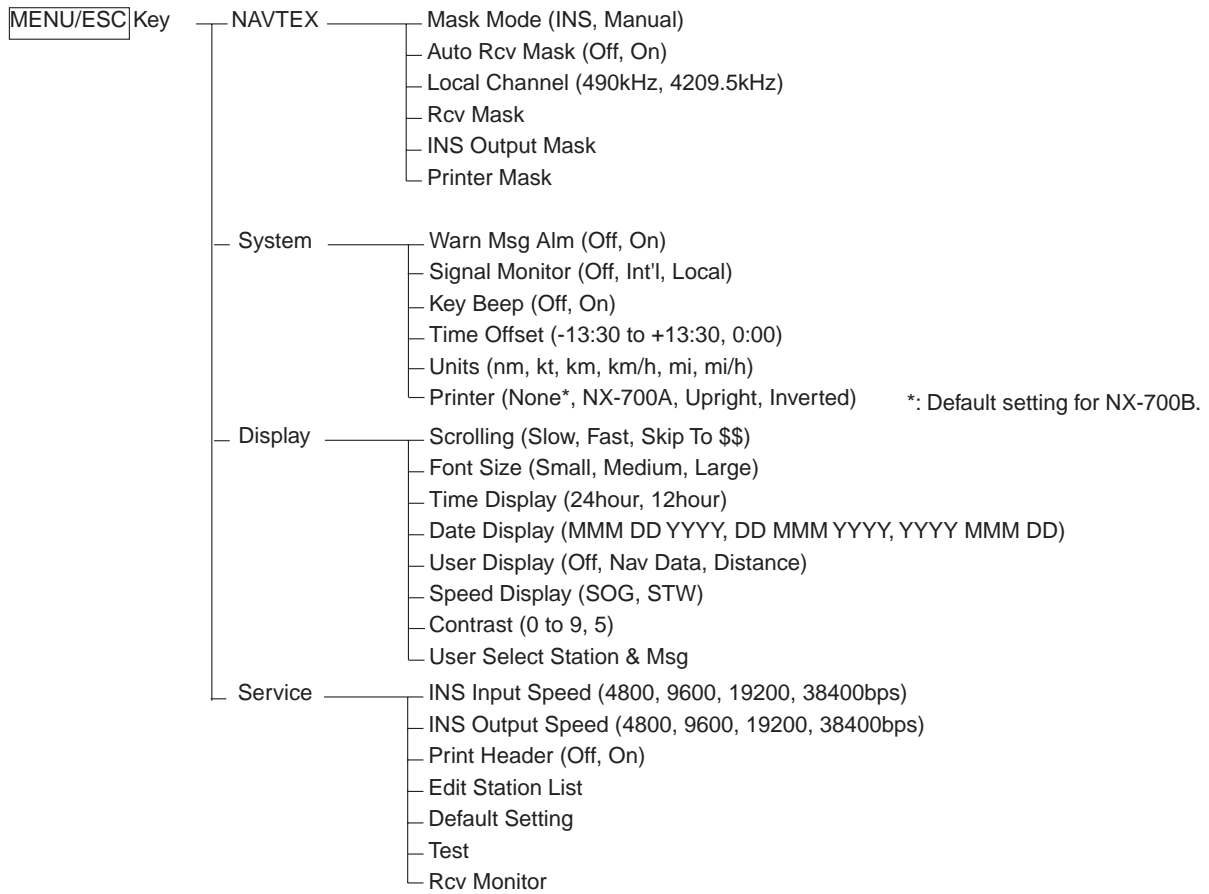 MENU/ESC Key NAVTEX Mask Mode (INS, Manual)
Auto Rcv Mask (Off, On)
Local Channel (490kHz, 4209.5kHz)
Rcv Mask
INS Output Mask
Printer Mask
System Warn Msg Alm (Off, On)
Signal Monitor (Off, Int'l, Local)
Key Beep (Off, On)
Time Offset (-13:30 to +13:30, 0:00)
Units (nm, kt, km, km/h, mi, mi/h)
Printer (None*, NX-700A, Upright, Inverted) *: Default setting for NX-700B.
Display Scrolling (Slow, Fast, Skip To $$)
Font Size (Small, Medium, Large)
Time Display (24hour, 12hour)
Date Display (MMM DD YYYY, DD MMM YYYY, YYYY MMM DD)
User Display (Off, Nav Data, Distance)
Speed Display (SOG, STW)
Contrast (0 to 9, 5)
User Select Station & Msg
Service INS Input Speed (4800, 9600, 19200, 38400bps)
INS Output Speed (4800, 9600, 19200, 38400bps)
Print Header (Off, On)
Edit Station List
Default Setting
Test
Rcv Monitor